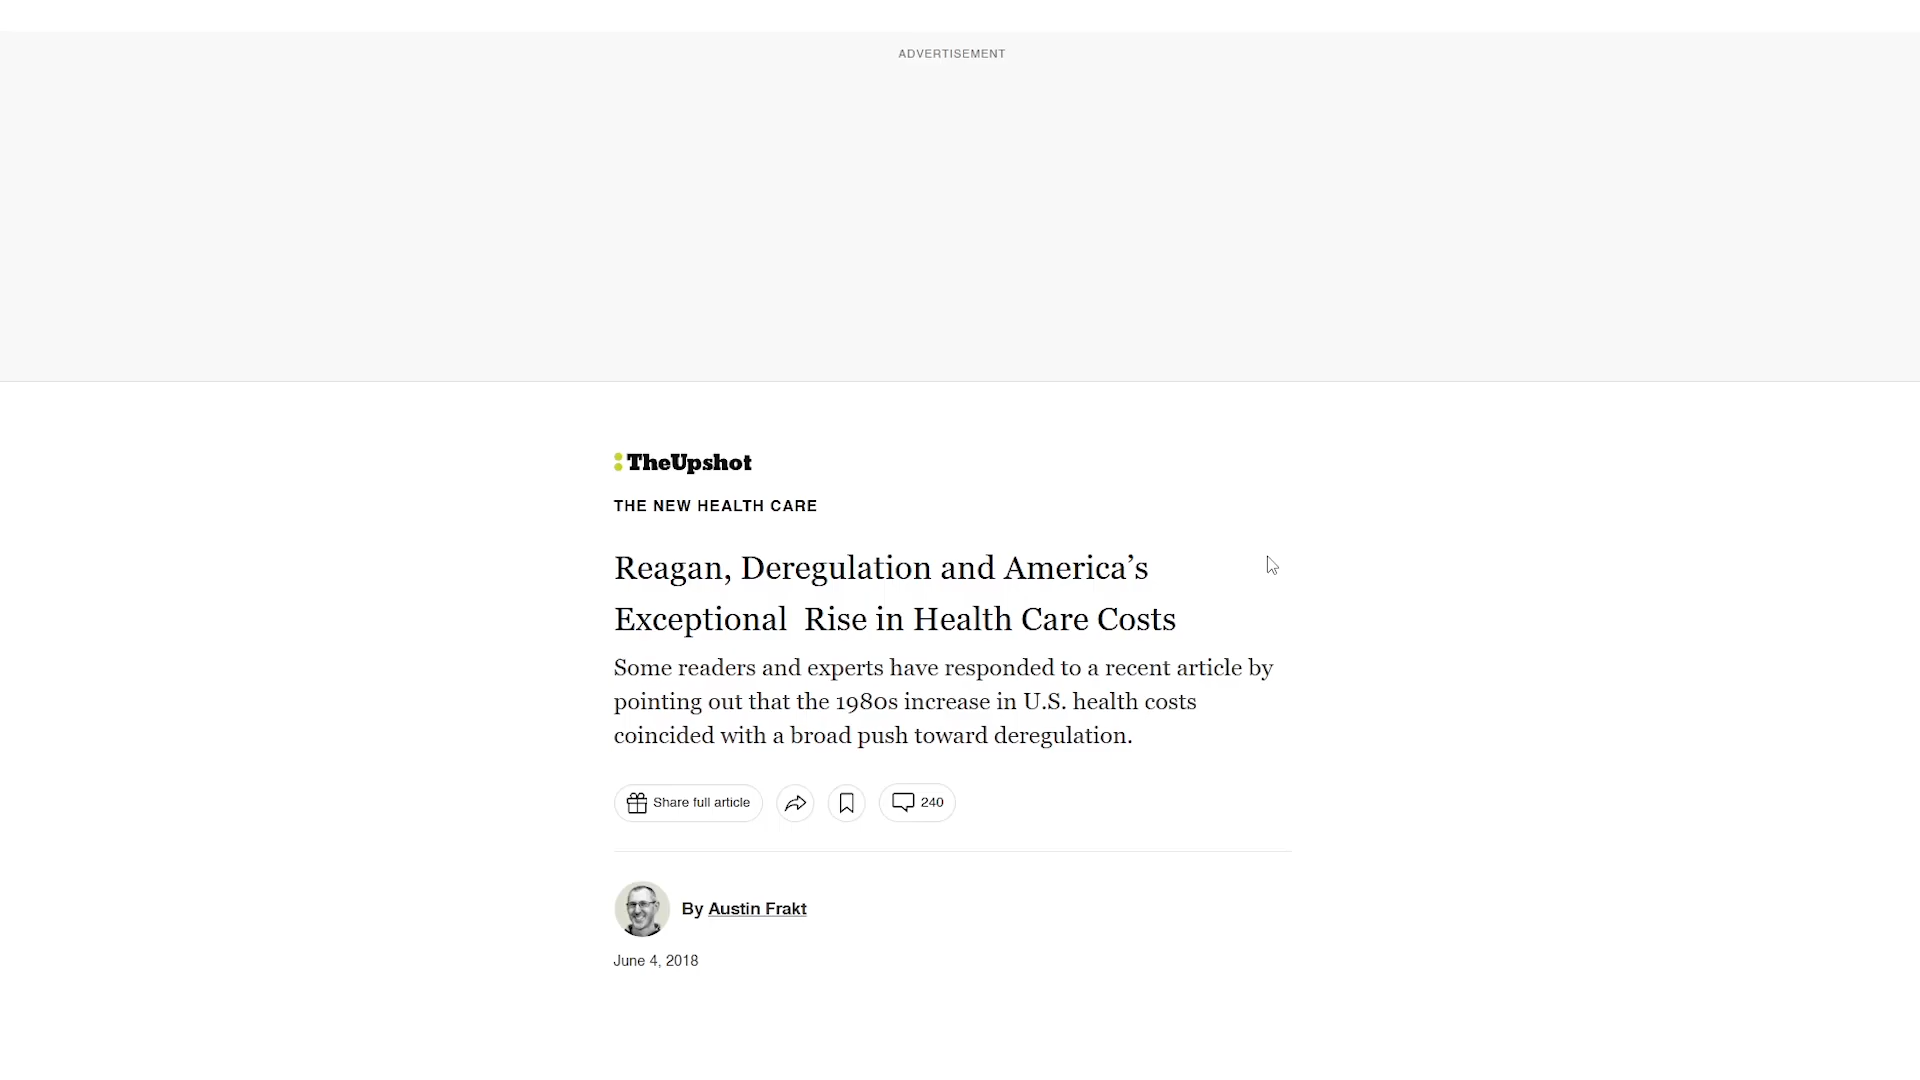 ADVERTISEMENT
TheUpshot
THE NEW HEALTH CARE
Reagan, Deregulation and America’s
Exceptional Rise in Health Care Costs
Some readers and experts have responded to a recent article by
pointing out that the 1980s increase in U.S. health costs
coincided with a broad push toward deregulation.
Share full article
240
By Austin Frakt
June 4, 2018